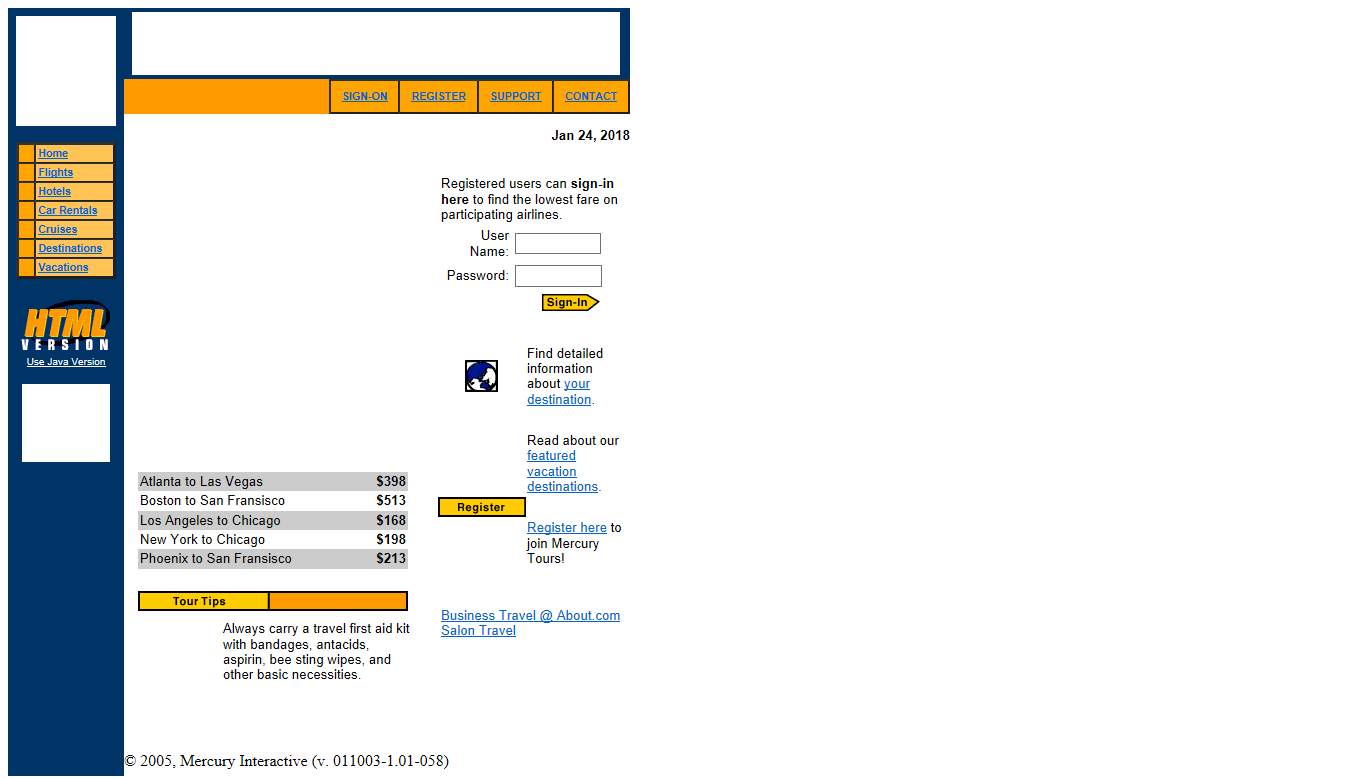 SIGN-ON REGISTER SUPPORT CONTACT
Jan 24, 2018
Home
Flights
Hotels
Car Rentals
Cruises
Destinations
Vacations
HTML
VERSION
Use Java Version
Registered users can sign-in
here to find the lowest fare on
participating airlines.
User
Name:
Password:
Sign-In
Find detailed
information
about your
destination.
Read about our
featured
vacation
destinations.
Register
Register here to
join Mercury
Tours!
Atlanta to Las Vegas $398
Boston to San Fransisco $513
Los Angeles to Chicago $168
New York to Chicago $198
Phoenix to San Fransisco $213
Tour Tips
Always carry a travel first aid kit
with bandages, antacids,
aspirin, bee sting wipes, and
other basic necessities.
Business Travel @ About.com
Salon Travel
© 2005, Mercury Interactive (v. 011003-1.01-058)